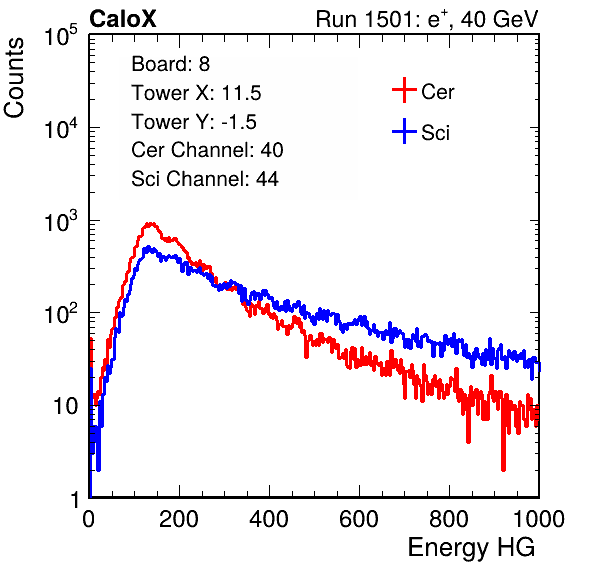 CaloX Run 1501: e⁺, 40 GeV
Counts
10⁵
10⁴
10³
10²
10
1
Board: 8
Tower X: 11.5
Tower Y: -1.5
Cer Channel: 40
Sci Channel: 44
Cer
Sci
0 200 400 600 800 1000
Energy HG